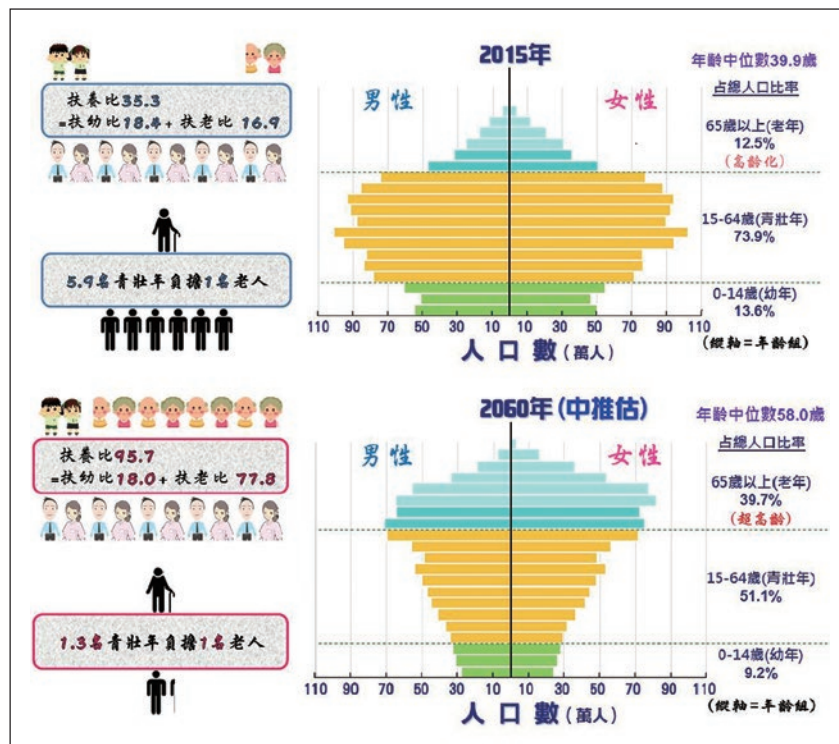 扶養比35.3
=扶幼比18.4+扶老比 16.9
5.9名青壯年負擔1名老人
2015年
男性
女性
年齡中位數39.9歲
占總人口比率
65歲以上(老年)
12.5%
(高齡化)
15-64歲(青壯年)
73.9%
0-14歲(幼年)
13.6%
110 90 70 50 30 10 10 30 50 70 90 110
人口數(萬人)
(縱軸=年齡組)
扶養比95.7
=扶幼比18.0+扶老比 77.8
1.3名青壯年負擔1名老人
2060年(中推估)
男性
女性
年齡中位數58.0歲
占總人口比率
65歲以上(老年)
39.7%
(超高齡)
15-64歲(青壯年)
51.1%
0-14歲(幼年)
9.2%
110 90 70 50 30 10 10 30 50 70 90 110
人口數(萬人)
(縱軸=年齡組)